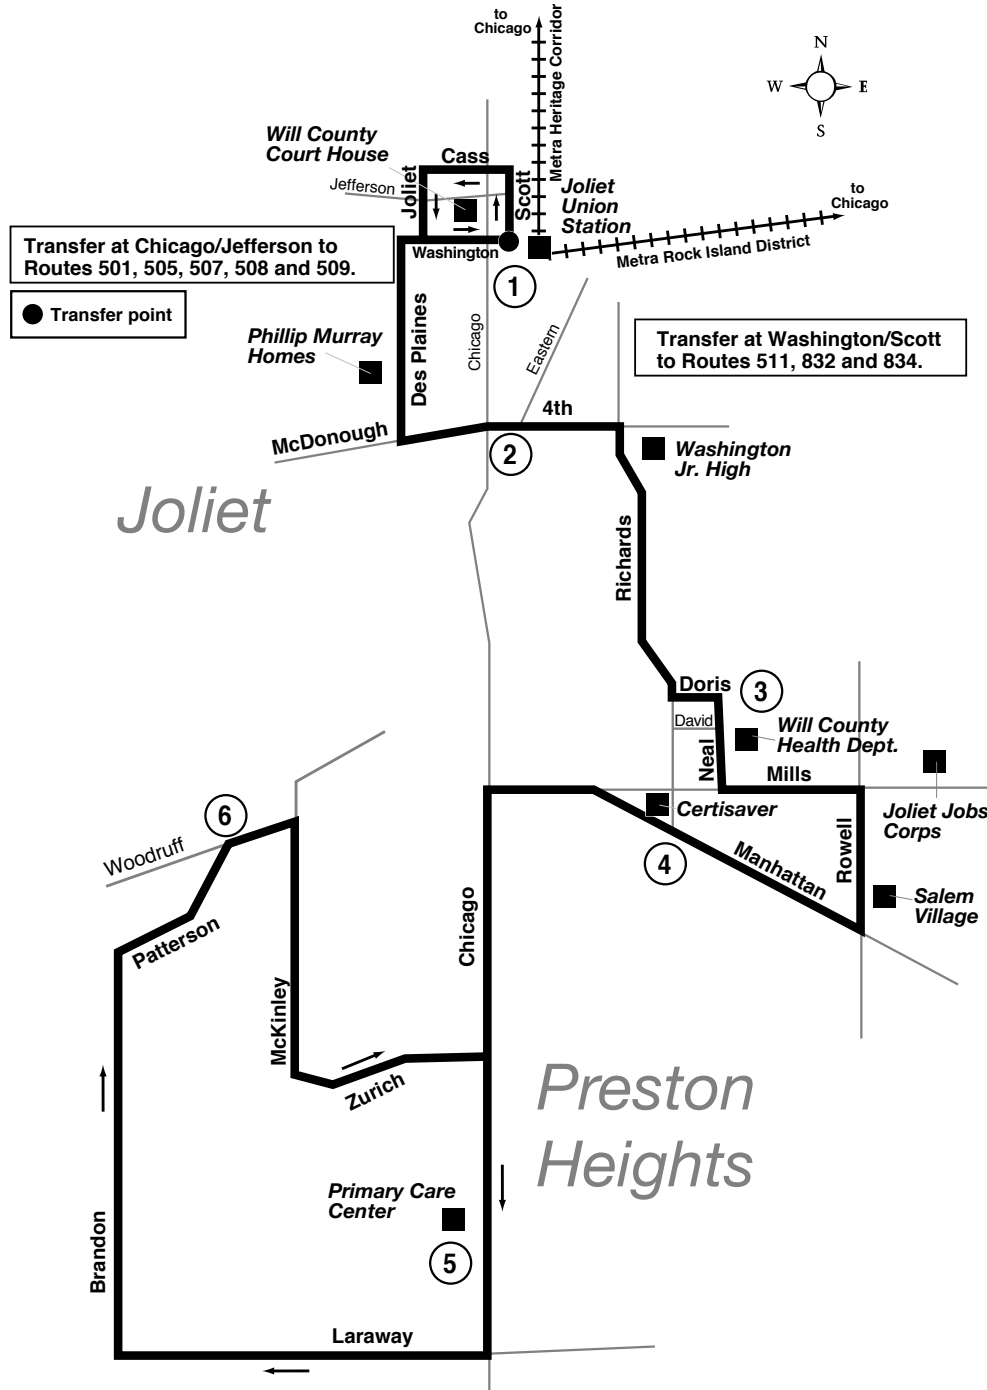 to
Chicago
Metra Heritage Corridor
N
W
E
S
Will County
Court House
Cass
Jefferson
Joliet
Scott
Joliet
Union
Station
to
Chicago
Metra Rock Island District
Washington
Transfer at Chicago/Jefferson to
Routes 501, 505, 507, 508 and 509.
1
Transfer point
Des Plaines
Chicago
Eastern
Phillip Murray
Homes
Transfer at Washington/Scott
to Routes 511, 832 and 834.
4th
McDonough
2
Washington
Jr. High
Joliet
Richards
Doris
3
David
Neal
Will County
Health Dept.
Mills
Certisaver
Joliet Jobs
Corps
6
Woodruff
4
Manhattan
Rowell
Salem
Village
Patterson
Chicago
McKinley
Zurich
Preston
Heights
Primary Care
Center
5
Brandon
Laraway